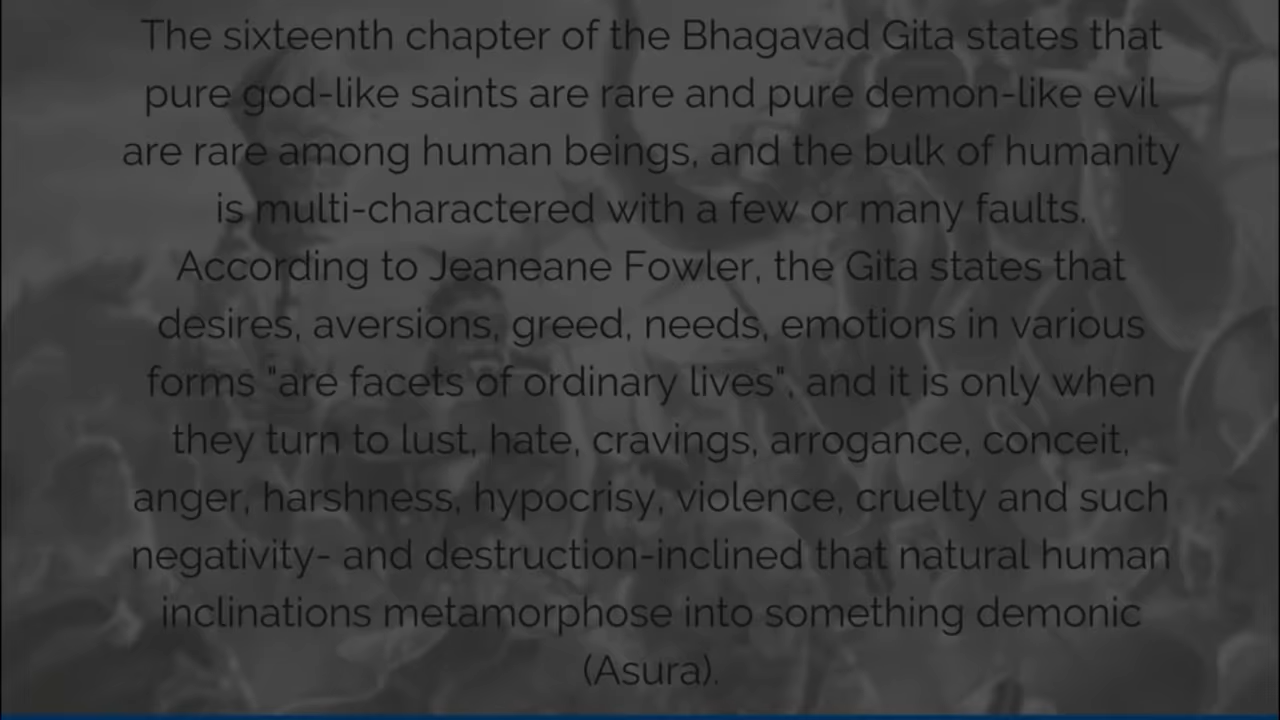 The sixteenth chapter of the Bhagavad Gita states that
pure god-like saints are rare and pure demon-like evil
are rare among human beings, and the bulk of humanity
is multi-charactered with a few or many faults.
According to Jeaneane Fowler, the Gita states that
desires, aversions, greed, needs, emotions in various
forms "are facets of ordinary lives", and it is only when
they turn to lust, hate, cravings, arrogance, conceit,
anger, harshness, hypocrisy, violence, cruelty and such
negativity- and destruction-inclined that natural human
inclinations metamorphose into something demonic
(Asura).